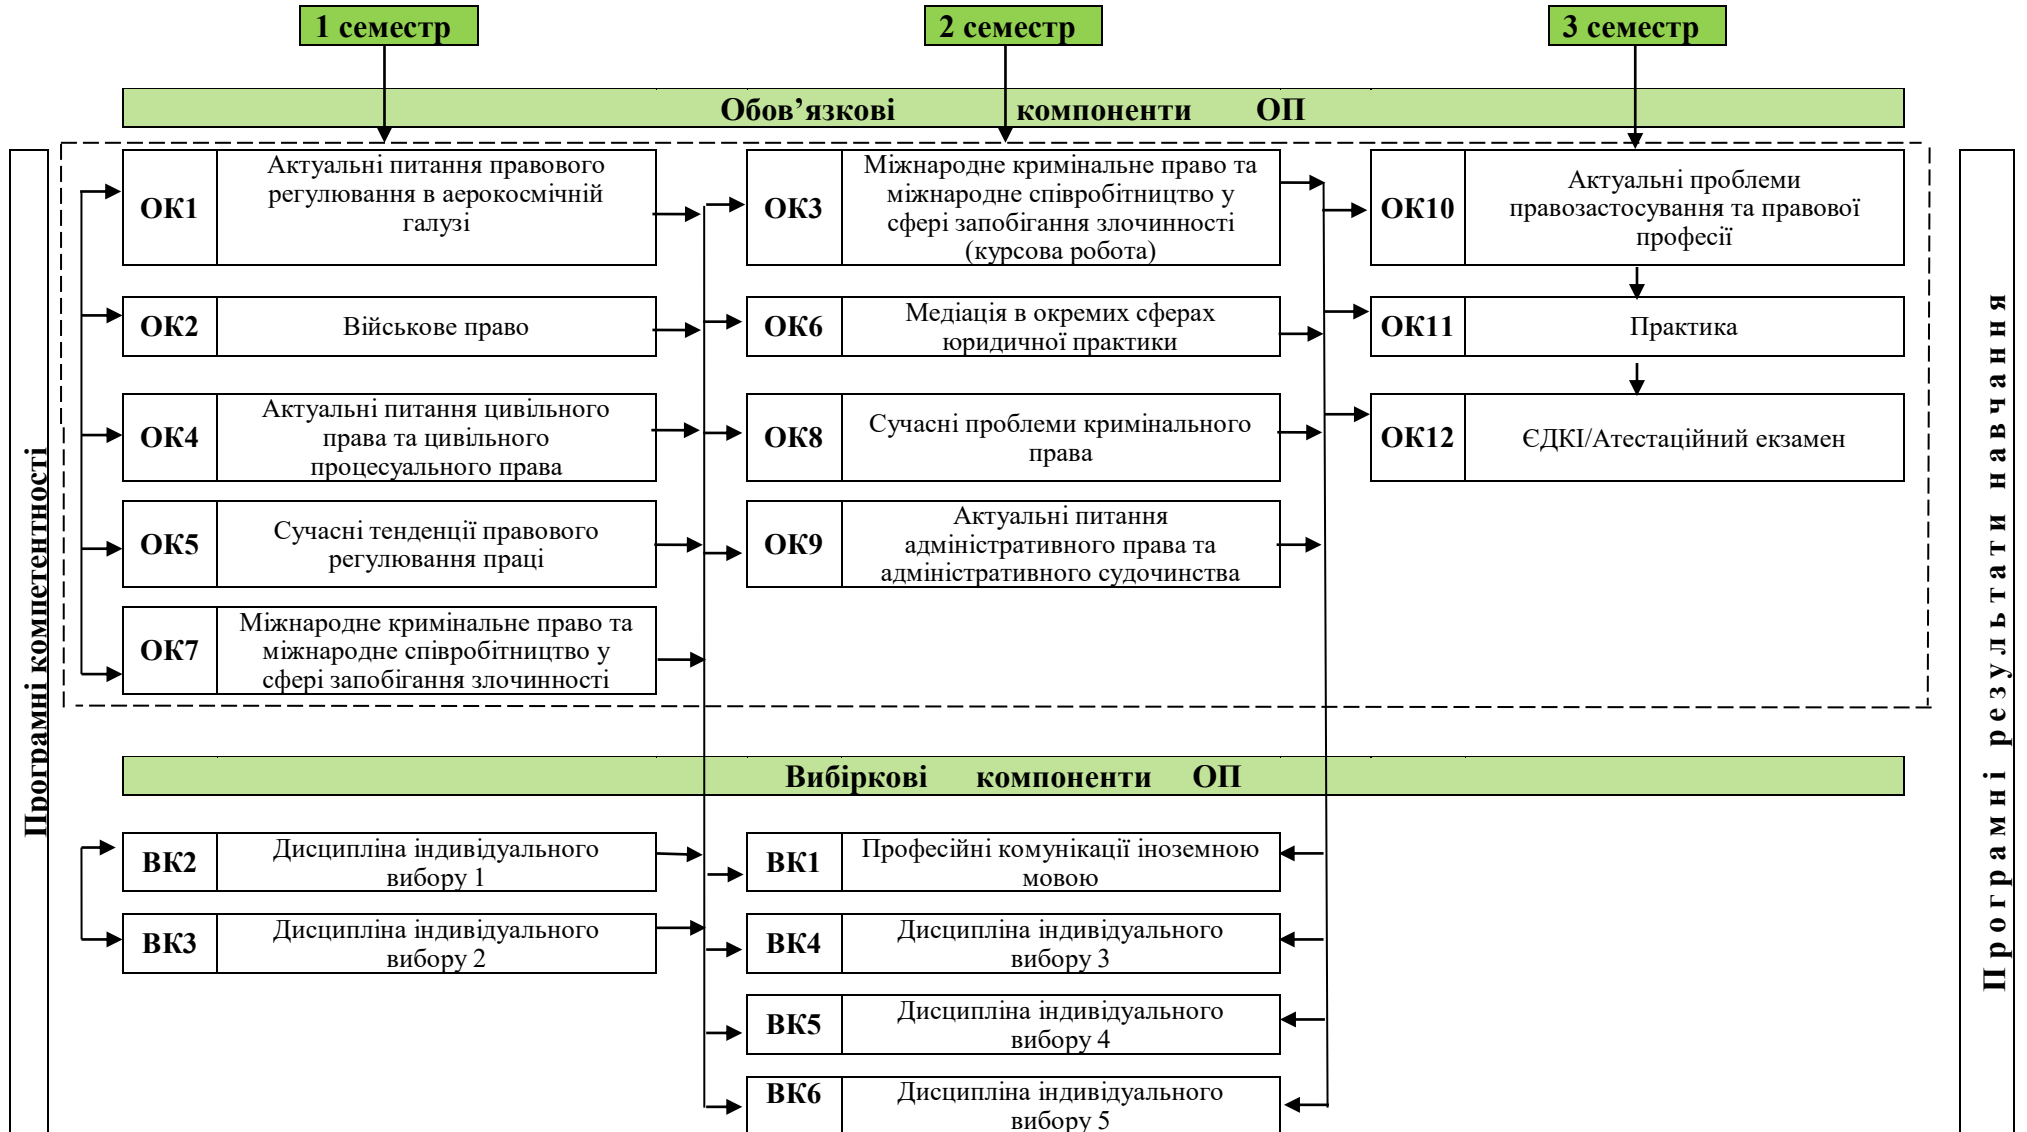 1 семестр
2 семестр
3 семестр
Обов’язкові компоненти ОП
Програмні компетентності
ОК1
Актуальні питання правового
регулювання в аерокосмічній
галузі
ОК3
Міжнародне кримінальне право та
міжнародне співробітництво у
сфері запобігання злочинності
(курсова робота)
ОК10
Актуальні проблеми
правозастосування та правової
професії
ОК2
Військове право
ОК6
Медіація в окремих сферах
юридичної практики
ОК11
Практика
ОК4
Актуальні питання цивільного
права та цивільного
процесуального права
ОК8
Сучасні проблеми кримінального
права
ОК12
ЄДКІ/Атестаційний екзамен
ОК5
Сучасні тенденції правового
регулювання праці
ОК9
Актуальні питання
адміністративного права та
адміністративного судочинства
ОК7
Міжнародне кримінальне право та
міжнародне співробітництво у
сфері запобігання злочинності
Вибіркові компоненти ОП
ВК2
Дисципліна індивідуального
вибору 1
ВК1
Професійні комунікації іноземною
мовою
ВК3
Дисципліна індивідуального
вибору 2
ВК4
Дисципліна індивідуального
вибору 3
ВК5
Дисципліна індивідуального
вибору 4
ВК6
Дисципліна індивідуального
вибору 5
Програмні результати навчання